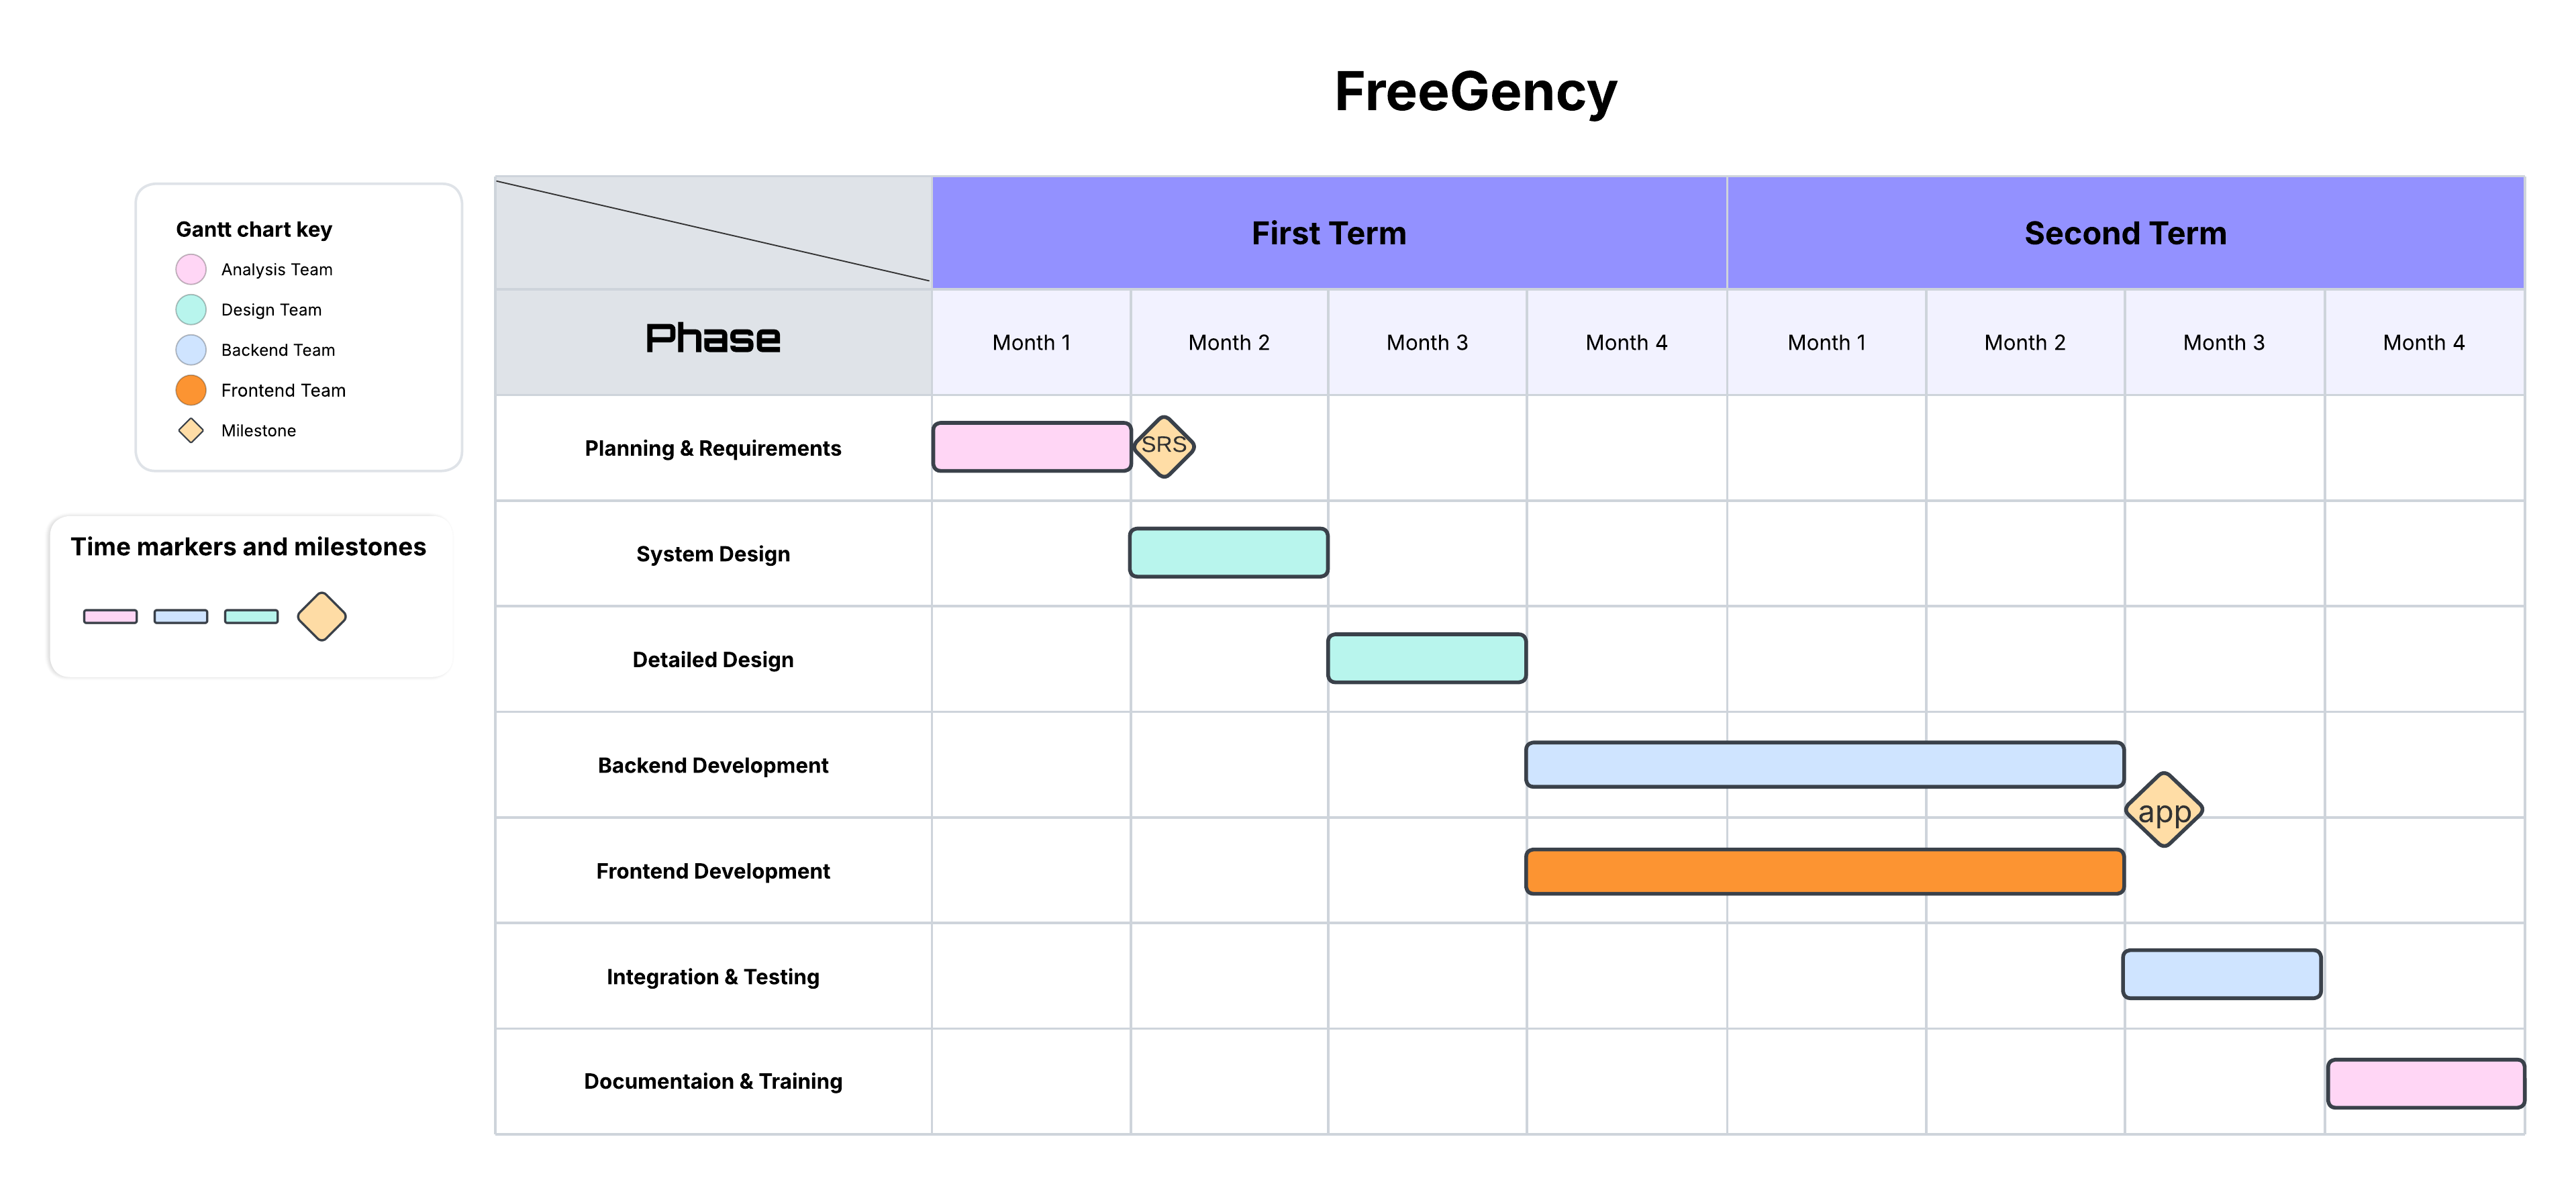 FreeGency
Gantt chart key
Analysis Team
Design Team
Backend Team
Frontend Team
Milestone
Time markers and milestones
First Term
Second Term
Phase
Month 1
Month 2
Month 3
Month 4
Month 1
Month 2
Month 3
Month 4
Planning & Requirements
SRS
System Design
Detailed Design
Backend Development
app
Frontend Development
Integration & Testing
Documentaion & Training